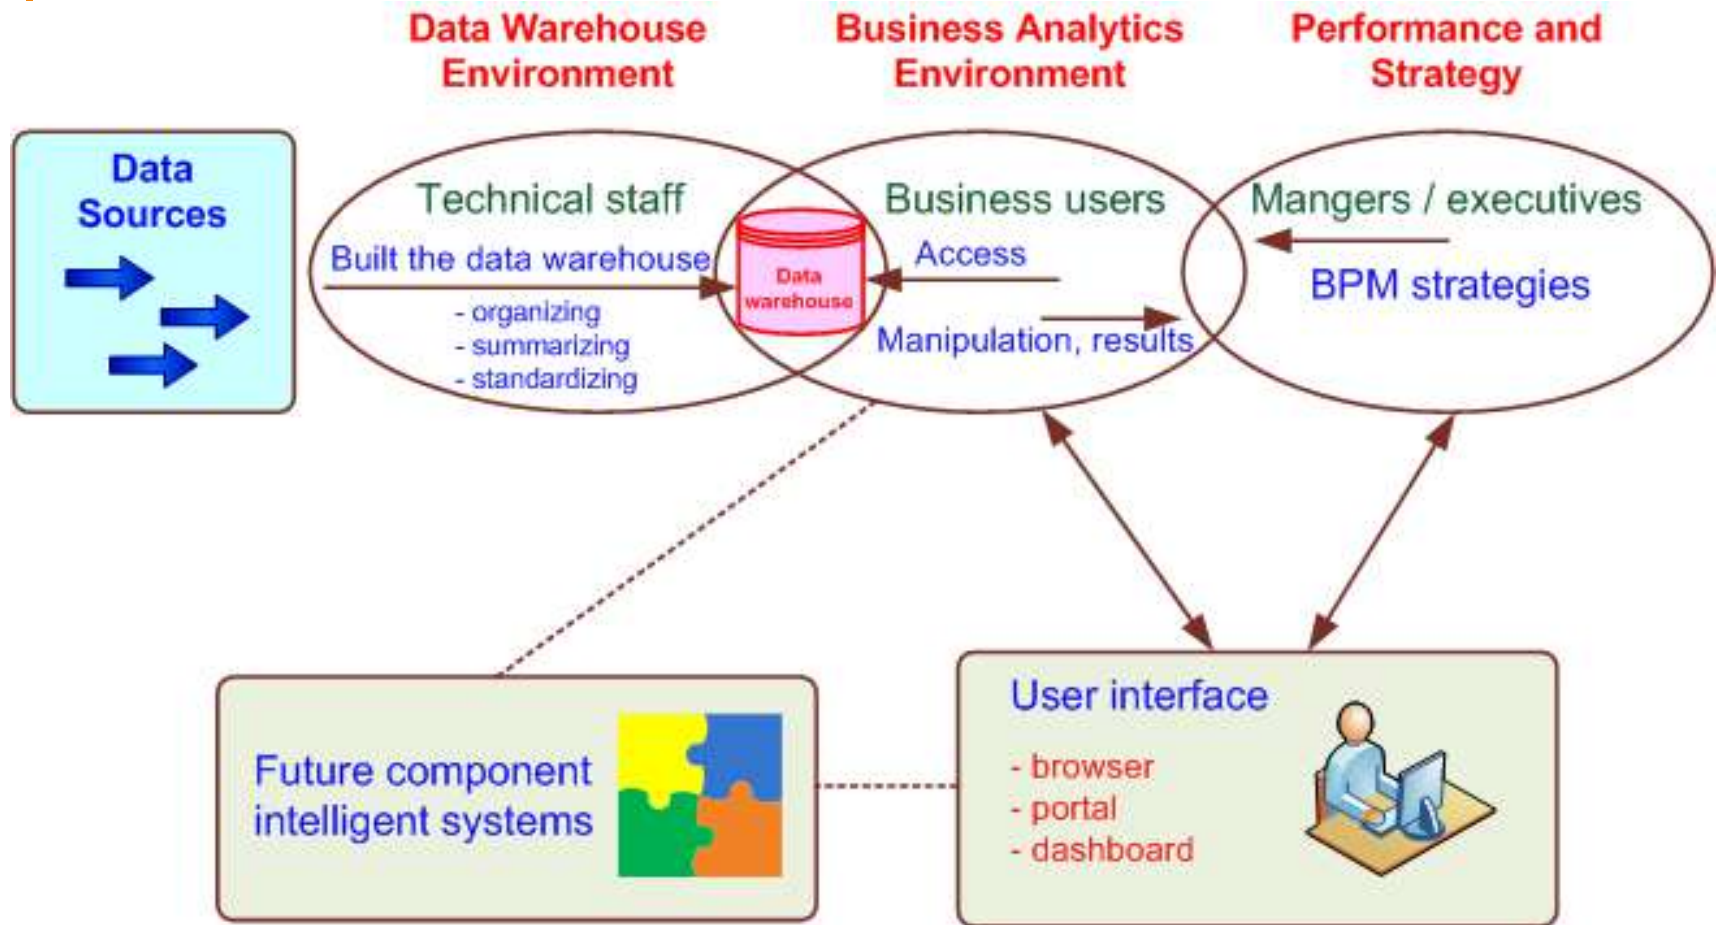 Data Warehouse
Environment
Business Analytics
Environment
Performance and
Strategy
Data
Sources
Technical staff
Built the data warehouse
- organizing
- summarizing
- standardizing
Data
warehouse
Business users
Access
Manipulation, results
Mangers / executives
BPM strategies
Future component
intelligent systems
User interface
- browser
- portal
- dashboard